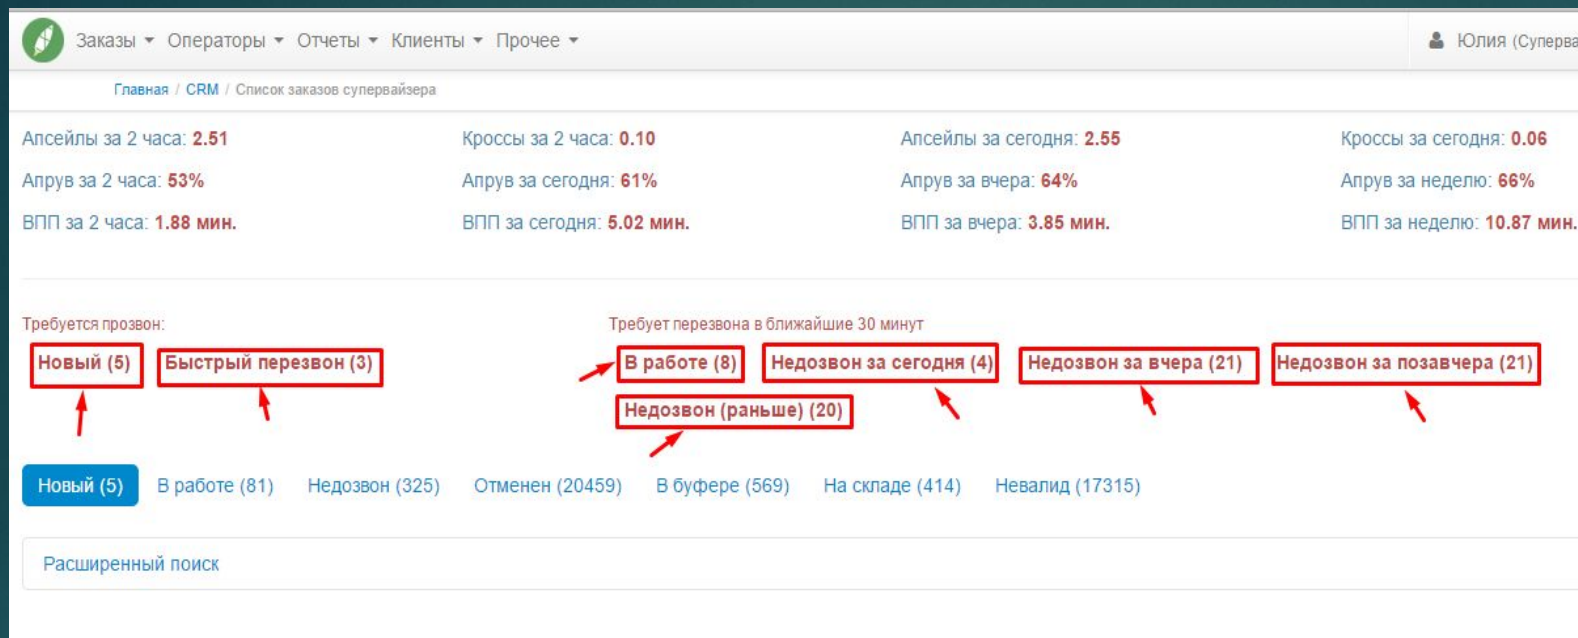 Заказы Операторы Отчеты Клиенты Прочее Юлия (Суперва
Главная / CRM / Список заказов супервайзера
Апсейлы за 2 часа: 2.51 Кроссы за 2 часа: 0.10 Апсейлы за сегодня: 2.55 Кроссы за сегодня: 0.06
Апрув за 2 часа: 53% Апрув за сегодня: 61% Апрув за вчера: 64% Апрув за неделю: 66%
ВПП за 2 часа: 1.88 мин. ВПП за сегодня: 5.02 мин. ВПП за вчера: 3.85 мин. ВПП за неделю: 10.87 мин.
Требуется прозвон: Требует перезвона в ближайшие 30 минут
Новый (5) Быстрый перезвон (3) В работе (8) Недозвон за сегодня (4) Недозвон за вчера (21) Недозвон за позавчера (21)
Недозвон (раньше) (20)
Новый (5) В работе (81) Недозвон (325) Отменен (20459) В буфере (569) На складе (414) Невалид (17315)
Расширенный поиск